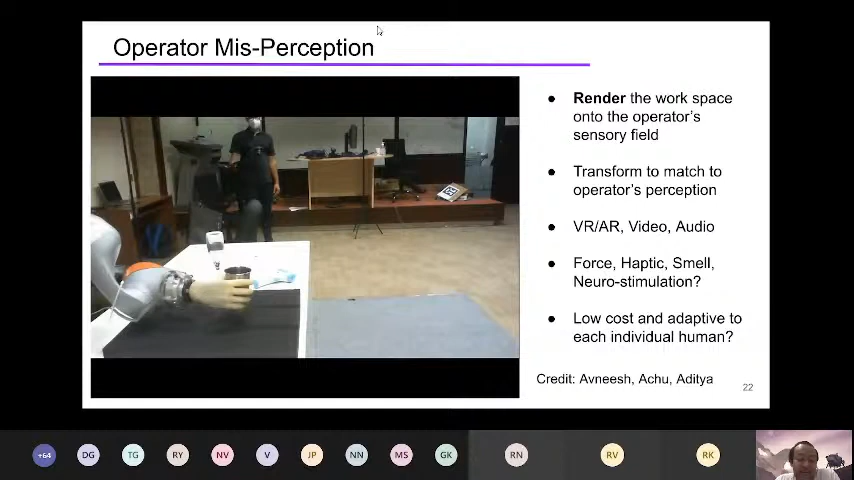 Operator Mis-Perception
● Render the work space
onto the operator's
sensory field
● Transform to match to
operator's perception
● VR/AR, Video, Audio
● Force, Haptic, Smell,
Neuro-stimulation?
● Low cost and adaptive to
each individual human?
Credit: Avneesh, Achu, Aditya
22
+64 DG TG RY NV V JP NN MS GK RN RV RK